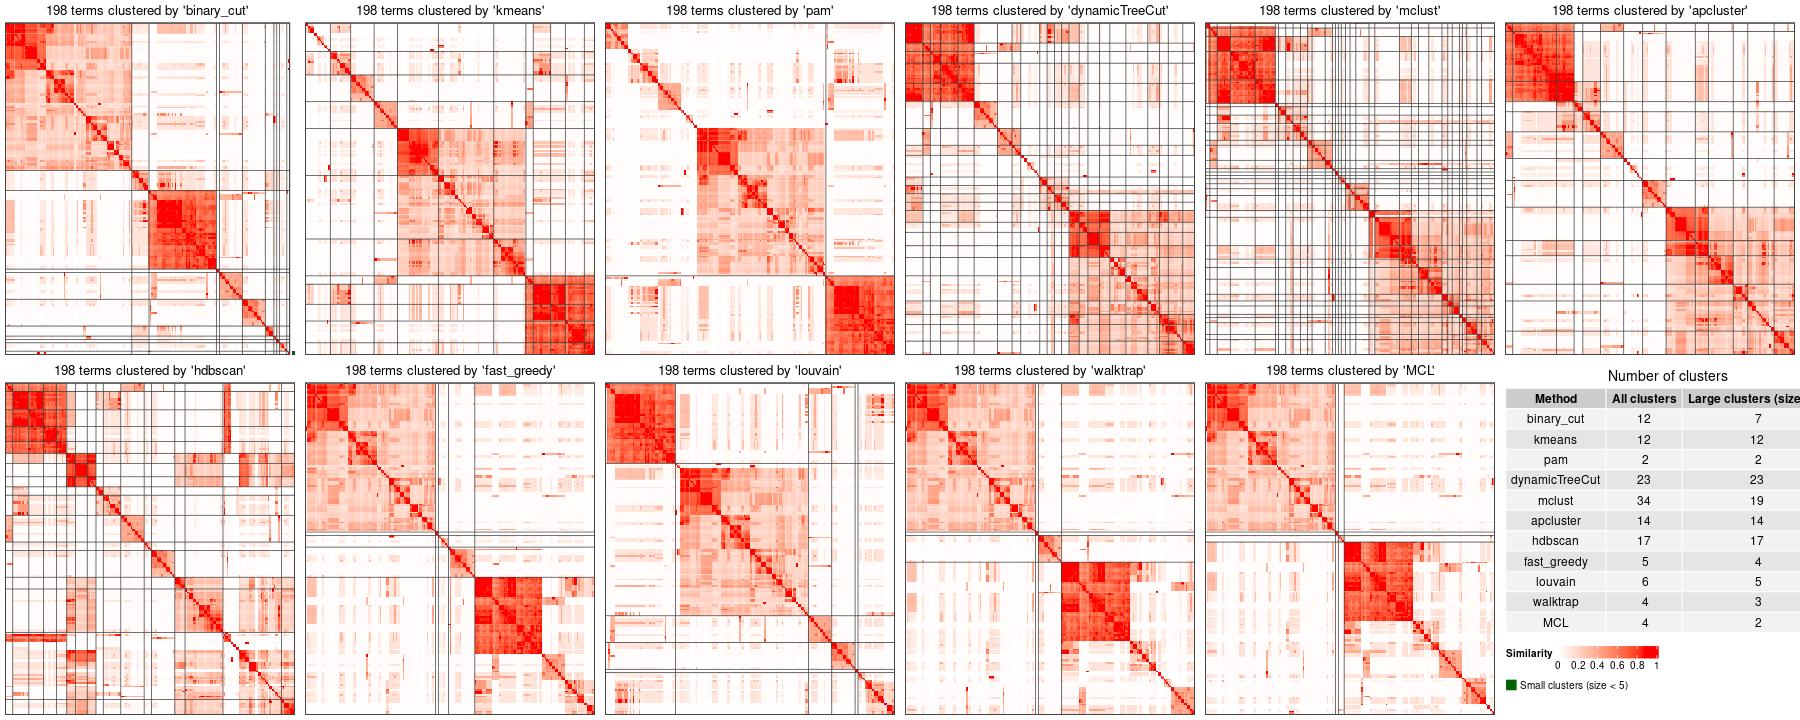 198 terms clustered by 'binary_cut'
198 terms clustered by 'kmeans'
198 terms clustered by 'pam'
198 terms clustered by 'dynamicTreeCut'
198 terms clustered by 'mclust'
198 terms clustered by 'apcluster'
198 terms clustered by 'hdbscan'
198 terms clustered by 'fast_greedy'
198 terms clustered by 'louvain'
198 terms clustered by 'walktrap'
198 terms clustered by 'MCL'
Number of clusters
Method All clusters Large clusters (size
binary_cut 12 7
kmeans 12 12
pam 2 2
dynamicTreeCut 23 23
mclust 34 19
apcluster 14 14
hdbscan 17 17
fast_greedy 5 4
louvain 6 5
walktrap 4 3
MCL 4 2
Similarity
0 0.2 0.4 0.6 0.8 1
Small clusters (size < 5)